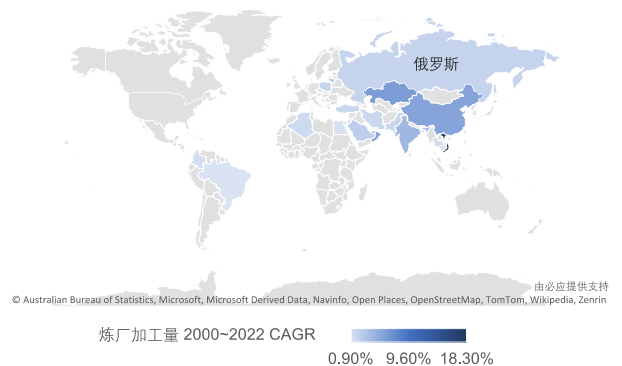 俄罗斯
由必应提供支持
© Australian Bureau of Statistics, Microsoft, Microsoft Derived Data, Navinfo, Open Places, OpenStreetMap, TomTom, Wikipedia, Zenrin
炼厂加工量 2000~2022 CAGR
0.90% 9.60% 18.30%